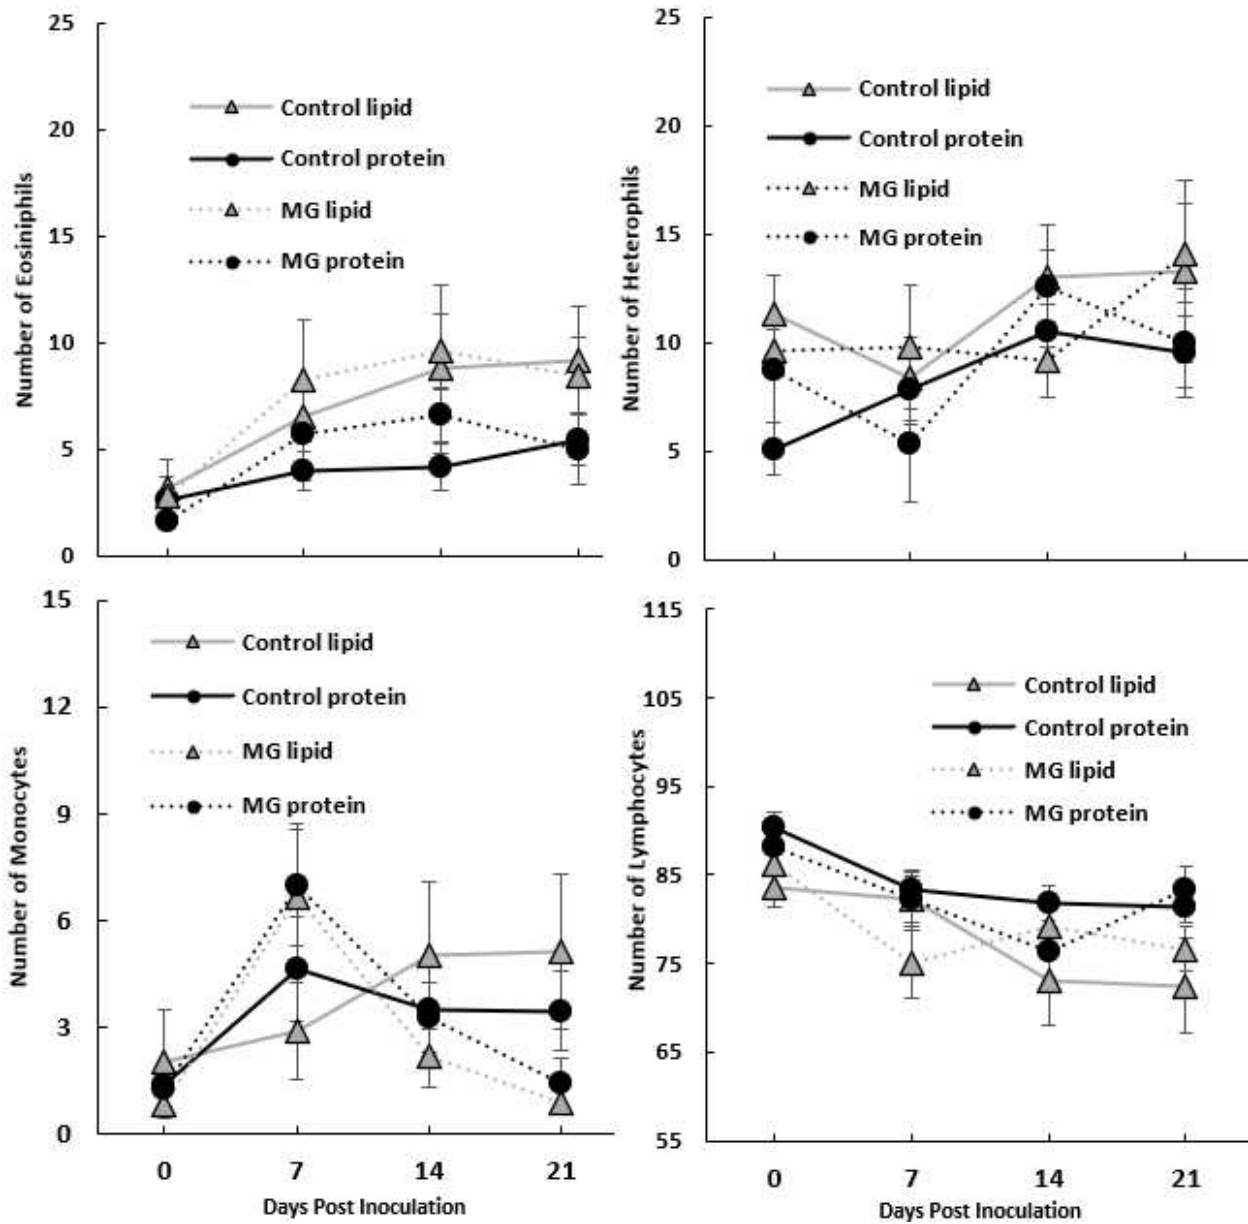 25
20
15
10
5
0
Number of Eosiniphils
Control lipid
Control protein
MG lipid
MG protein
25
20
15
10
5
0
Number of Heterophils
Control lipid
Control protein
MG lipid
MG protein
15
12
9
6
3
0
Number of Monocytes
Control lipid
Control protein
MG lipid
MG protein
0 7 14 21
Days Post Inoculation
115
105
95
85
75
65
55
Number of Lymphocytes
Control lipid
Control protein
MG lipid
MG protein
0 7 14 21
Days Post Inoculation